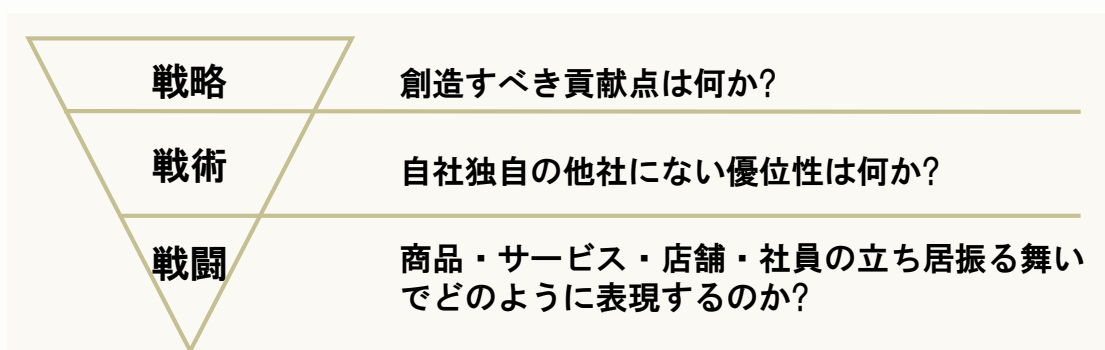 戦略
創造すべき貢献点は何か?
戦術
自社独自の他社にない優位性は何か?
戦闘
商品・サービス・店舗・社員の立ち居振る舞い
でどのように表現するのか?